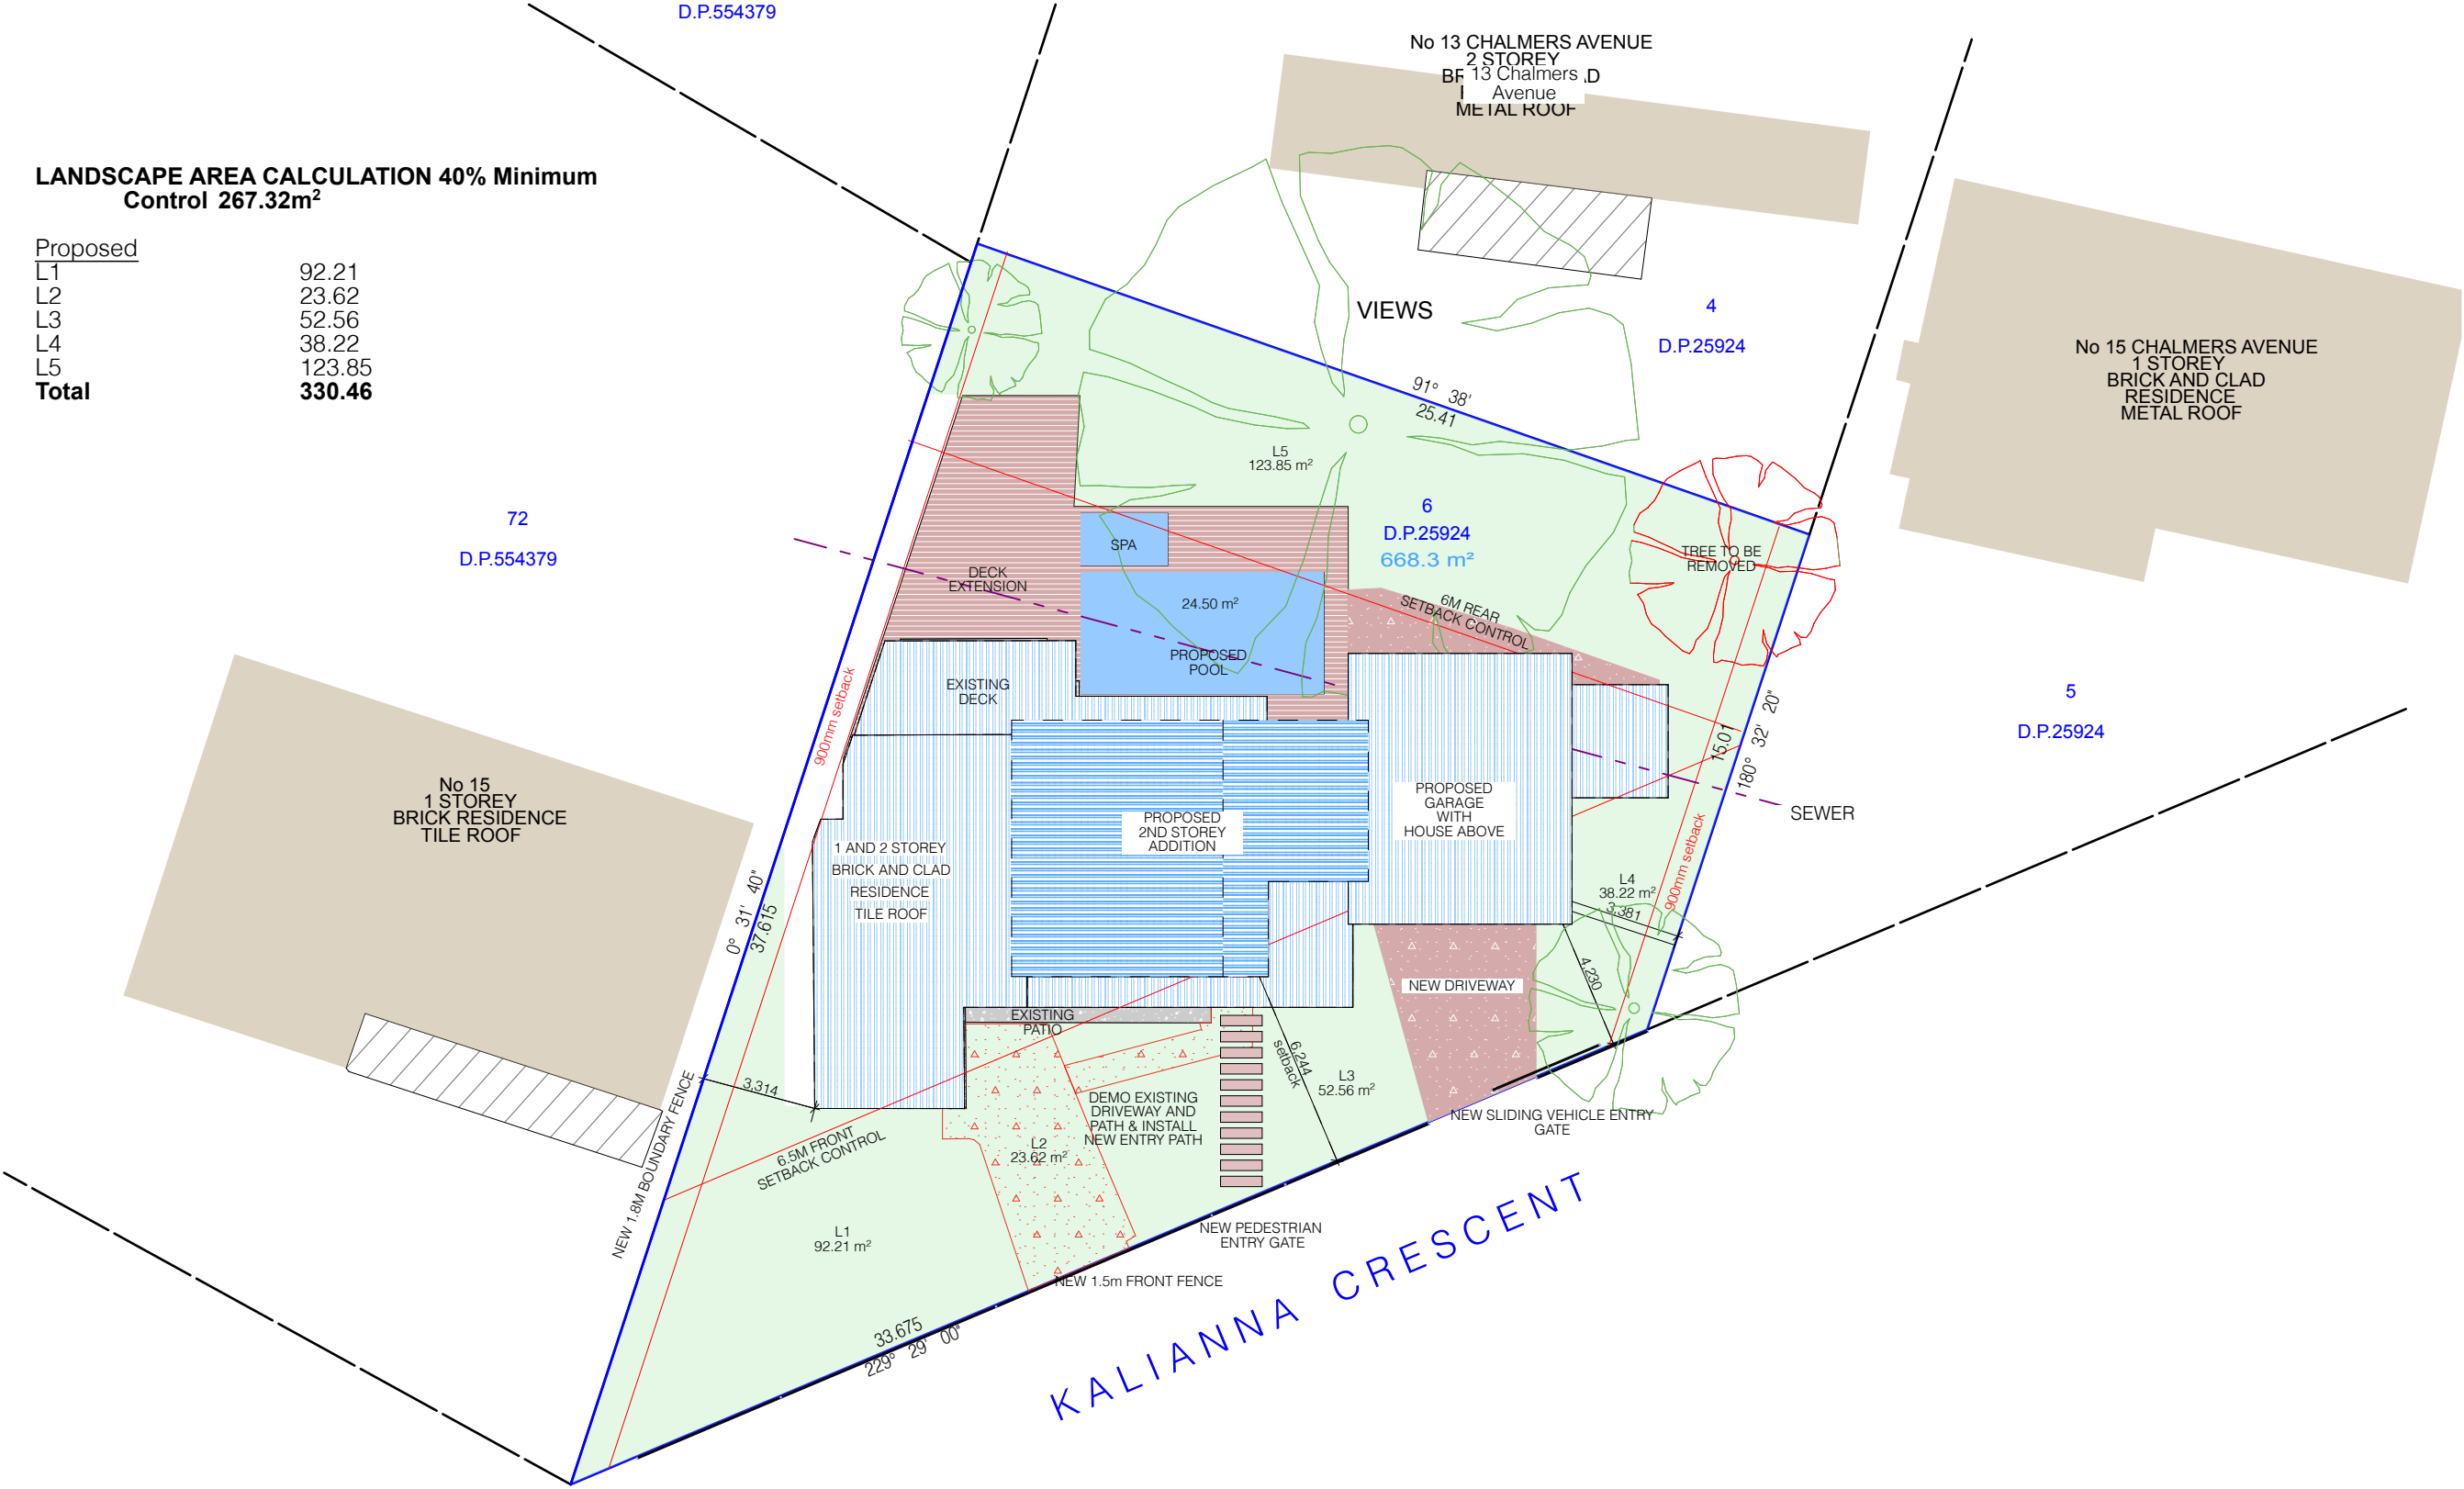 D.P.554379
No 13 CHALMERS AVENUE
2 STOREY
13 Chalmers
Avenue
METAL ROOF
LANDSCAPE AREA CALCULATION 40% Minimum
Control 267.32m²
Proposed
L1 92.21
L2 23.62
L3 52.56
L4 38.22
L5 123.85
Total 330.46
VIEWS
4
D.P.25924
No 15 CHALMERS AVENUE
1 STOREY
BRICK AND CLAD
RESIDENCE
METAL ROOF
91° 38'
25.41
L5
123.85 m²
72
D.P.554379
6
D.P.25924
668.3 m²
SPA
TREE TO BE
REMOVED
DECK
EXTENSION
24.50 m²
6M REAR
SETBACK CONTROL
PROPOSED
POOL
EXISTING
DECK
900mm setback
5
D.P.25924
15.01
180° 32' 20"
No 15
1 STOREY
BRICK RESIDENCE
TILE ROOF
PROPOSED
GARAGE
WITH
HOUSE ABOVE
SEWER
PROPOSED
2ND STOREY
ADDITION
1 AND 2 STOREY
BRICK AND CLAD
RESIDENCE
TILE ROOF
900mm setback
L4
38.22 m²
3.381
0° 31' 40"
37.615
4.230
NEW DRIVEWAY
EXISTING
PATIO
6.244
setback
L3
52.56 m²
3.314
DEMO EXISTING
DRIVEWAY AND
PATH & INSTALL
NEW ENTRY PATH
NEW SLIDING VEHICLE ENTRY
GATE
L2
23.62 m²
6.5M FRONT
SETBACK CONTROL
NEW 1.8M BOUNDARY FENCE
L1
92.21 m²
NEW PEDESTRIAN
ENTRY GATE
NEW 1.5m FRONT FENCE
33.675
229° 29' 00"
KALIANNA CRESCENT